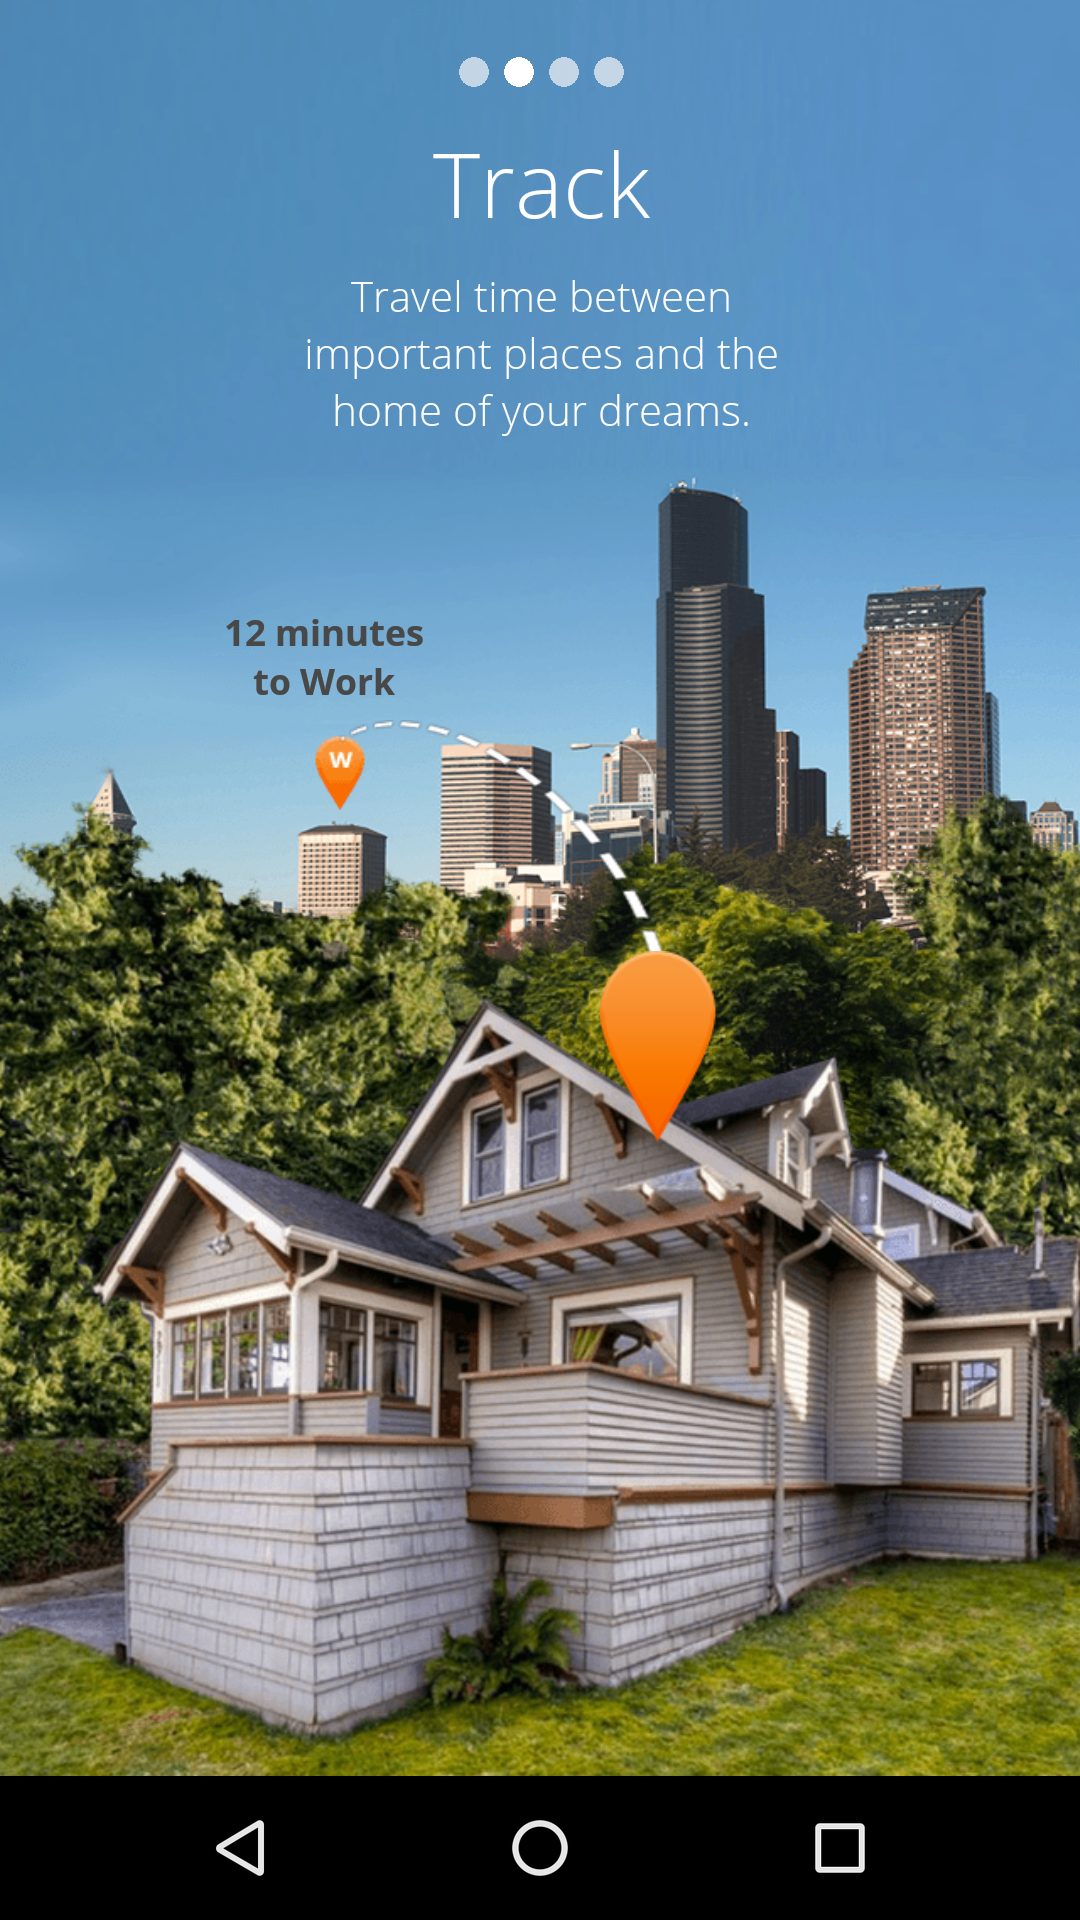 Track
Travel time between
important places and the
home of your dreams.
12 minutes
to Work
W